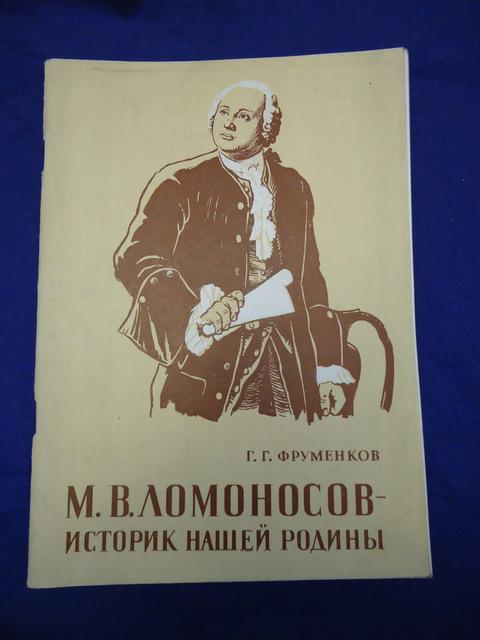 Г. Г. ФРУМЕНКОВ
М. В. ЛОМОНОСОВ-
ИСТОРИК НАШЕЙ РОДИНЫ